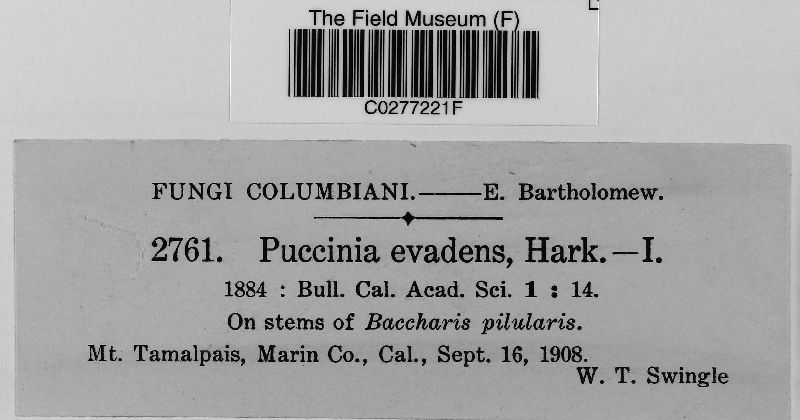 The Field Museum (F)
C0277221F
FUNGI COLUMBIANI.——E. Bartholomew.
2761. Puccinia evadens, Hark.—I.
1884 : Bull. Cal. Acad. Sci. 1 : 14.
On stems of Baccharis pilularis.
Mt. Tamalpais, Marin Co., Cal., Sept. 16, 1908.
W. T. Swingle